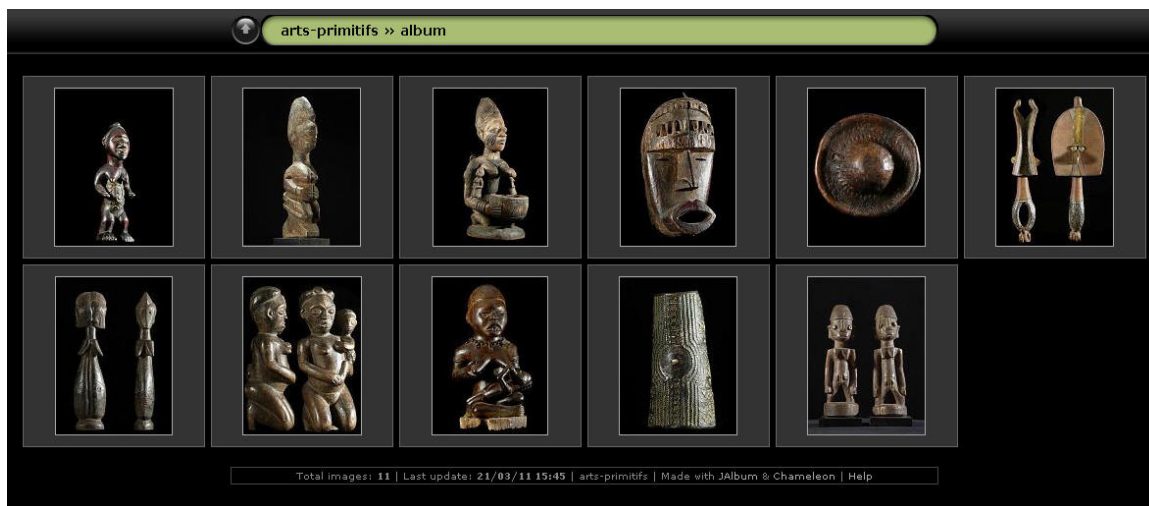 arts-primitifs » album
Total images: 11 | Last update: 21/03/11 15:45 | arts-primitifs | Made with JAlbum & Chameleon | Help